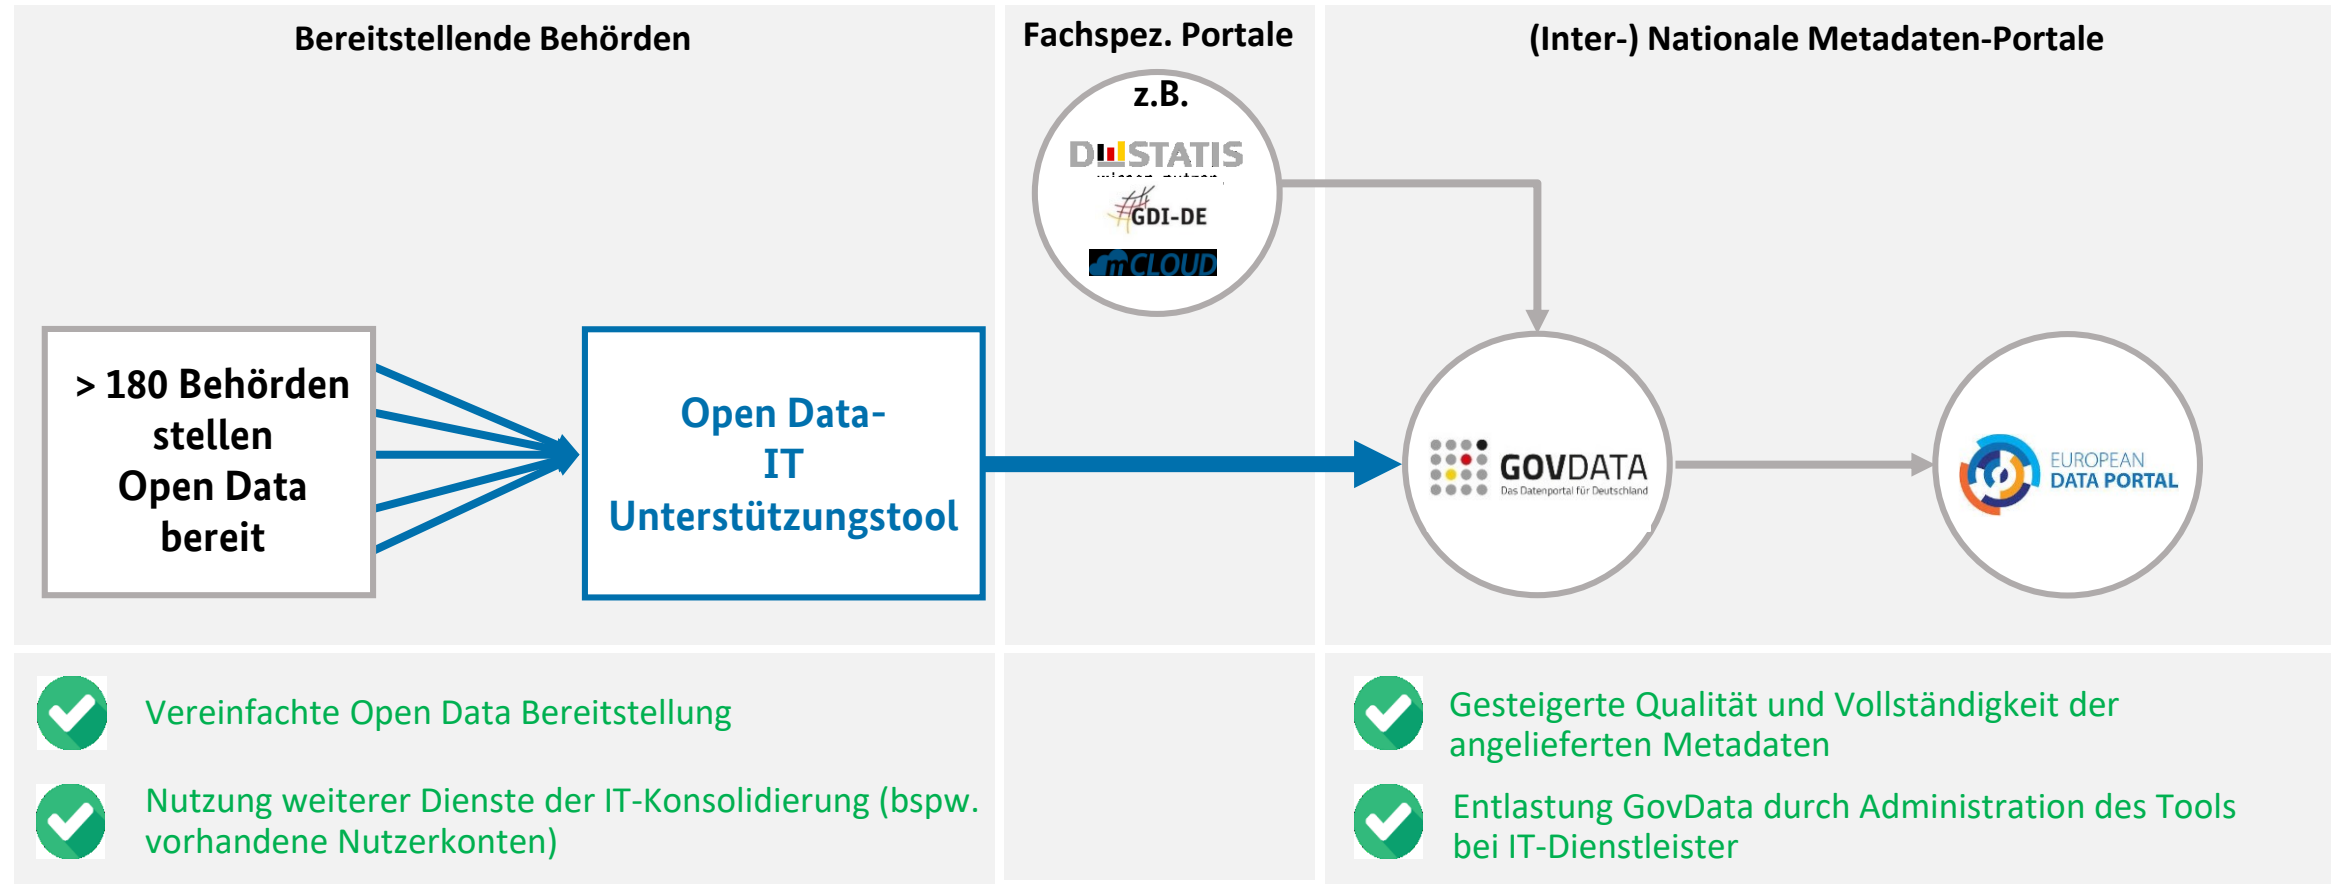 Bereitstellende Behörden
Fachspez. Portale
(Inter-) Nationale Metadaten-Portale
z.B.
DESTATIS
wissen.nutzen.
GDI-DE
mCLOUD
> 180 Behörden
stellen
Open Data
bereit
Open Data-
IT
Unterstützungstool
GOVDATA
Das Datenportal für Deutschland
EUROPEAN
DATA PORTAL
Vereinfachte Open Data Bereitstellung
Nutzung weiterer Dienste der IT-Konsolidierung (bspw.
vorhandene Nutzerkonten)
Gesteigerte Qualität und Vollständigkeit der
angelieferten Metadaten
Entlastung GovData durch Administration des Tools
bei IT-Dienstleister